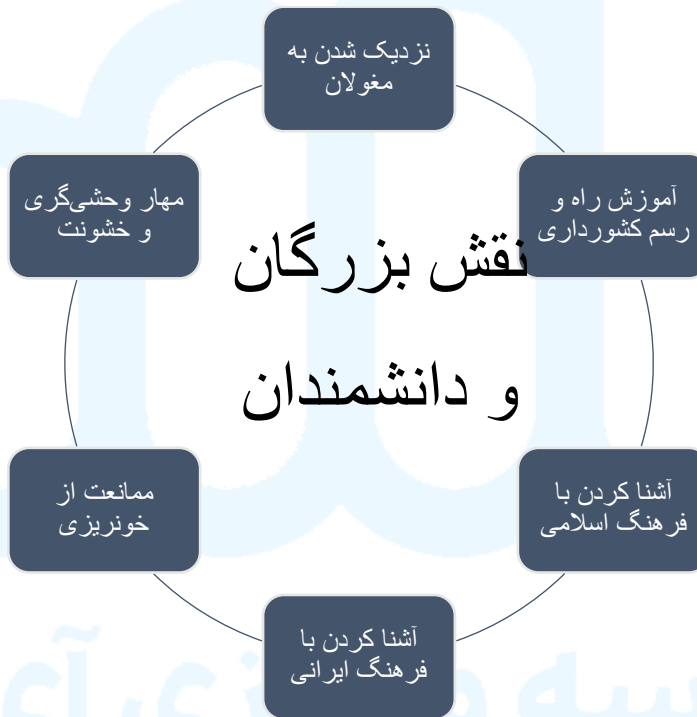 نزدیک شدن به
مغولان
آموزش راه و
رسم کشورداری
آشنا کردن با
فرهنگ اسلامی
آشنا کردن با
فرهنگ ایرانی
ممانعت از
خونریزی
مهار وحشی‌گری
و خشونت
نقش بزرگان
و دانشمندان